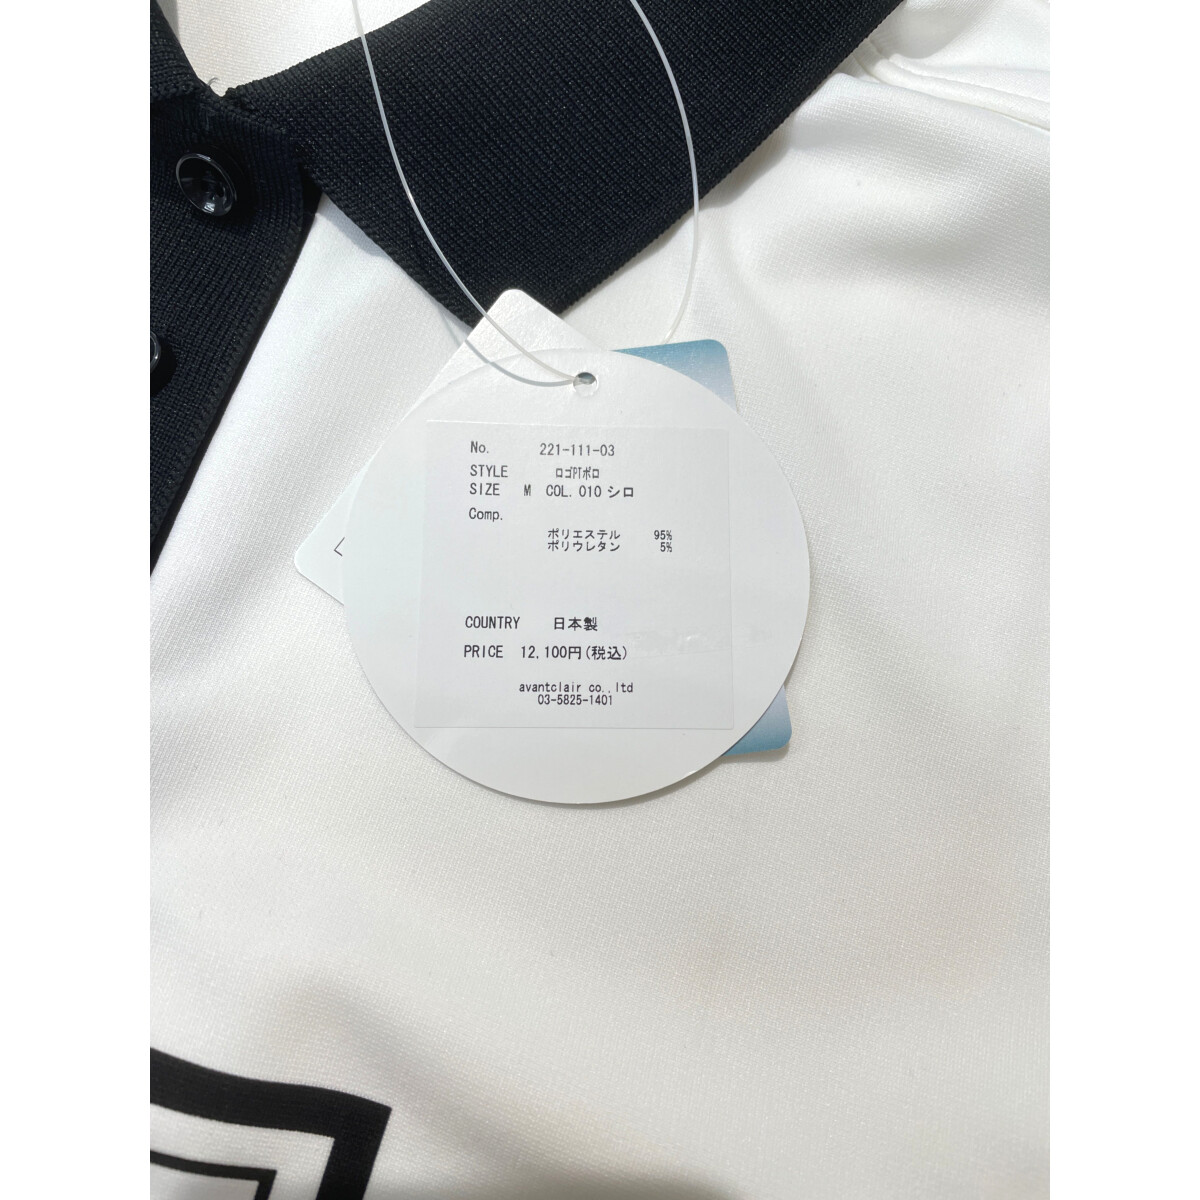 No. 221-111-03
STYLE ロゴPTポロ
SIZE M COL.010 シロ
Comp.
ポリエステル 95%
ポリウレタン 5%
COUNTRY 日本製
PRICE 12,100円(税込)
avantclair co.,ltd
03-5825-1401